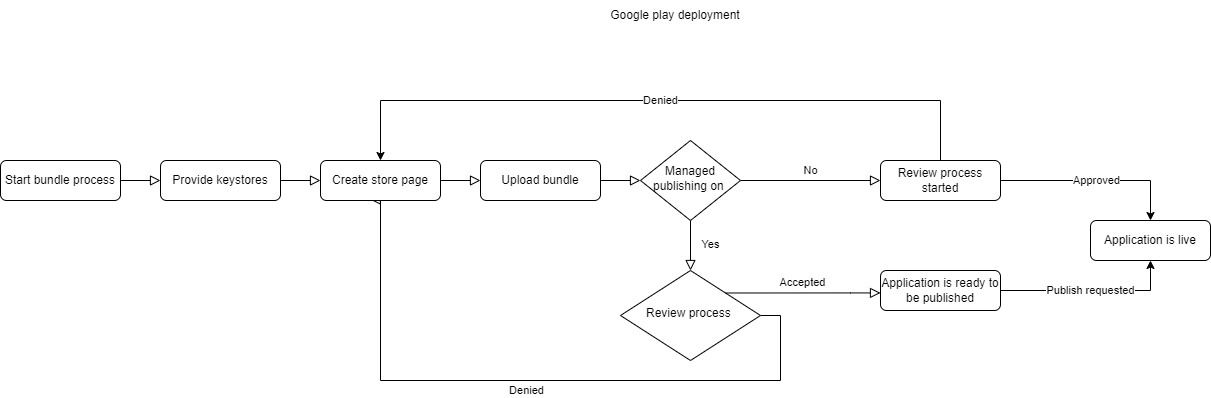 Google play deployment
Denied
Start bundle process
Provide keystores
Create store page
Upload bundle
Managed
publishing on
No
Review process
started
Approved
Yes
Application is live
Accepted
Application is ready to
be published
Publish requested
Review process
Denied